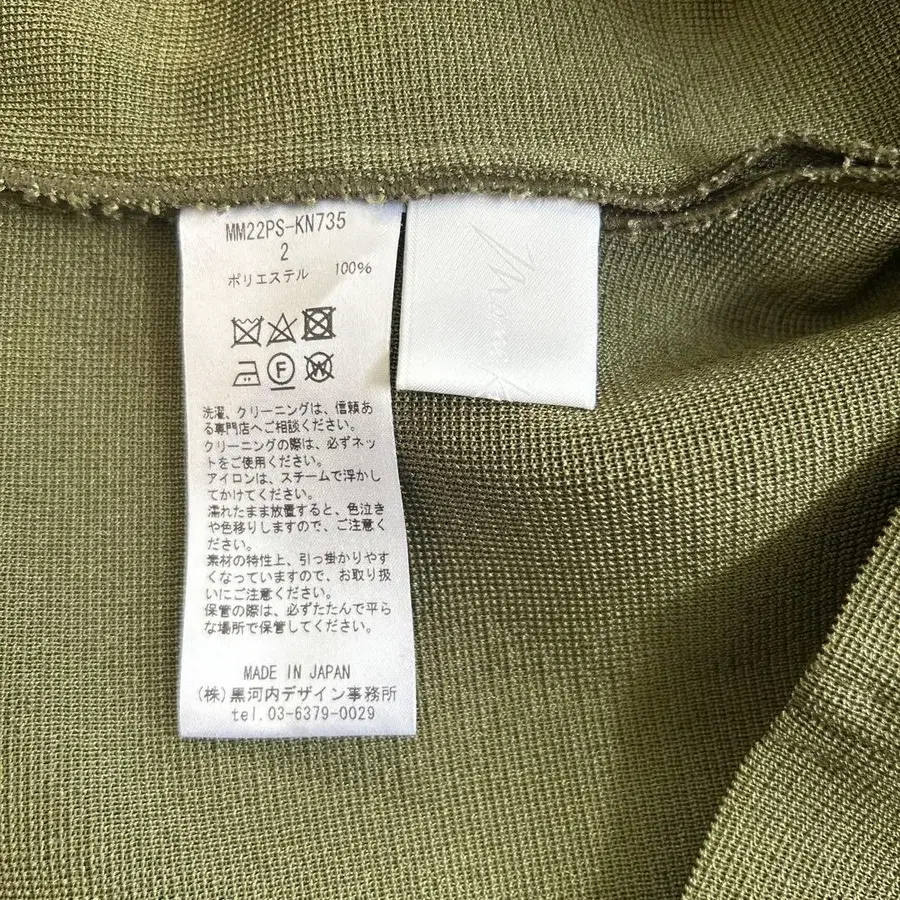 MM22PS-KN735
2
ポリエステル 100%
F
W
洗濯、クリーニングは、信頼あ
る専門店へご相談ください。
クリーニングの際は、必ずネッ
トをご使用ください。
アイロンは、スチームで浮かし
てかけてください。
濡れたまま放置すると、色泣き
や色移りしますので、ご注意く
ださい。
素材の特性上、引っ掛かりやす
くなっていますので、お取り扱
いにご注意ください。
保管の際は、必ずたたんで平ら
な場所で保管してください。
MADE IN JAPAN
(株)黒河内デザイン事務所
tel.03-6379-0029